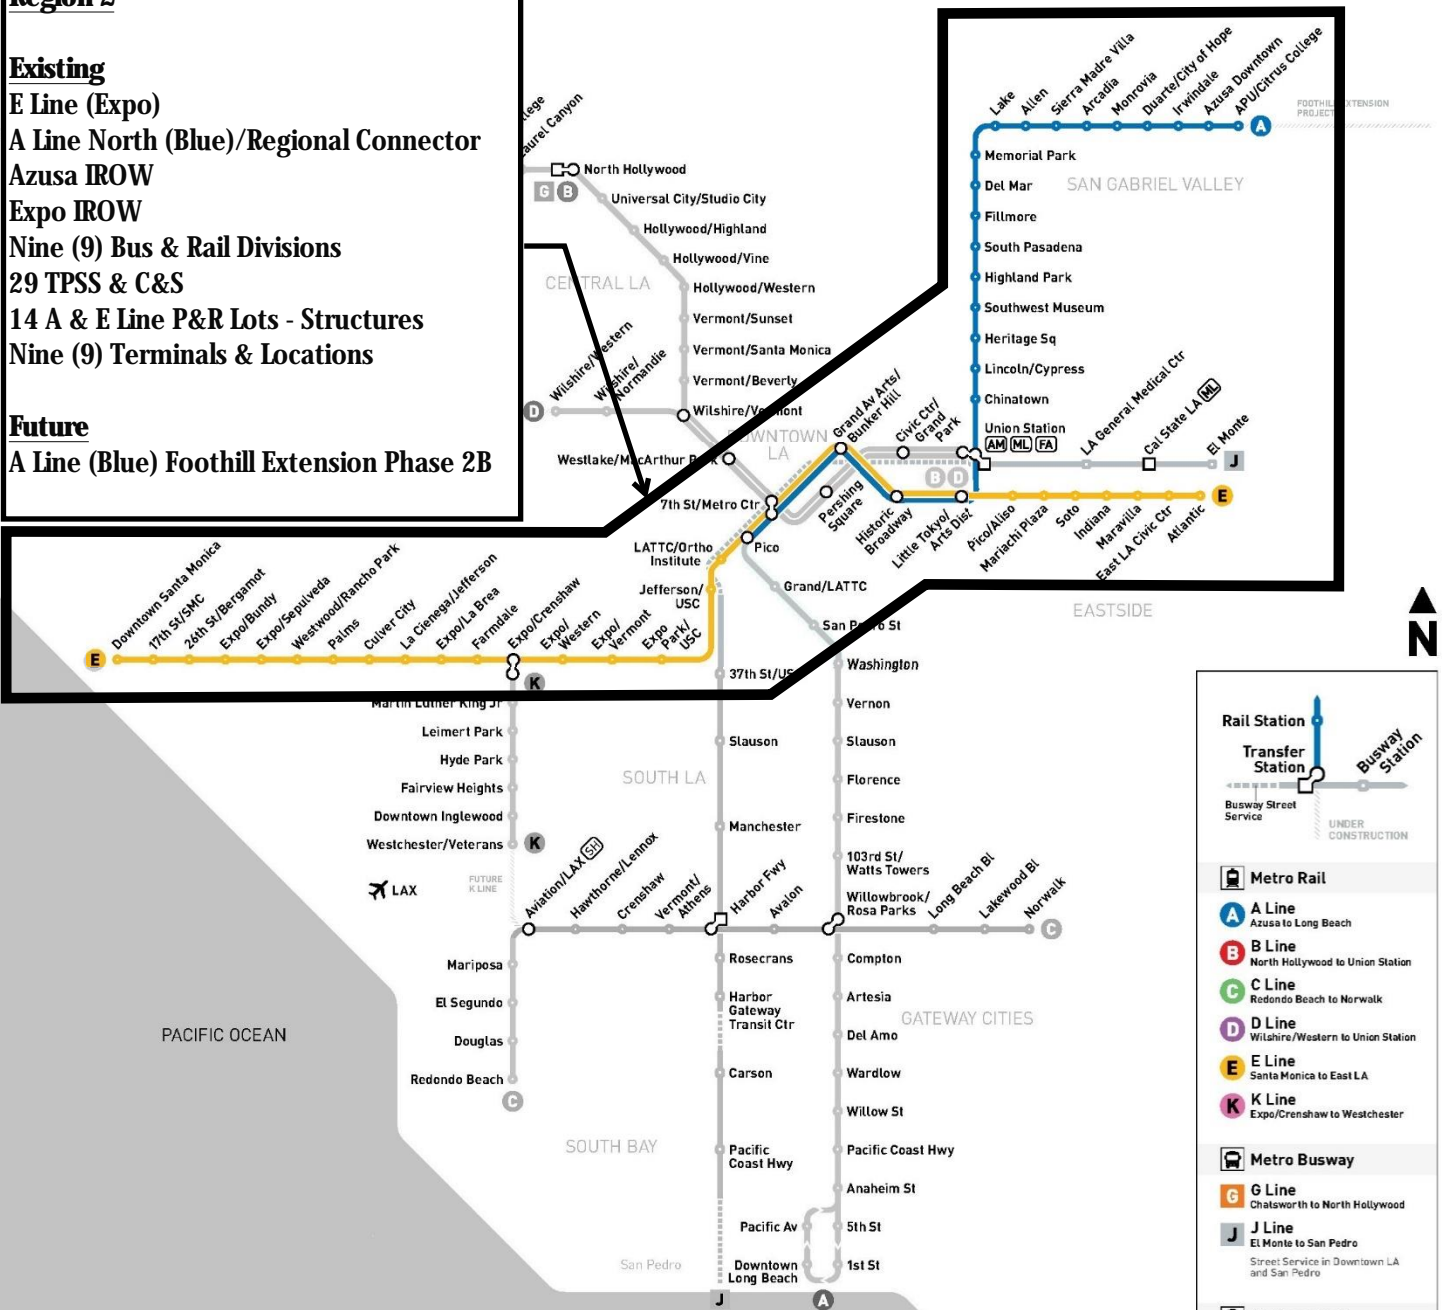 Region 2
Existing
E Line (Expo)
A Line North (Blue)/Regional Connector
Azusa IROW
Expo IROW
Nine (9) Bus & Rail Divisions
29 TPSS & C&S
14 A & E Line P&R Lots - Structures
Nine (9) Terminals & Locations
Future
A Line (Blue) Foothill Extension Phase 2B
Laurel Canyon
North Hollywood
G B
Universal City/Studio City
Hollywood/Highland
Hollywood/Vine
CENTRAL LA
Hollywood/Western
Vermont/Sunset
Vermont/Santa Monica
Vermont/Beverly
Wilshire/Vermont
D
Wilshire/Western
Wilshire/
Normandie
DOWNTOWN
LA
Westlake/MacArthur Park
7th St/Metro Ctr
Pico
Grand Av Arts/
Bunker Hill
Civic Ctr/
Grand
Park
Pershing
Square
Historic
Broadway
Little Tokyo/
Arts Dist
B D
Lake
Allen
Sierra Madre Villa
Arcadia
Monrovia
Duarte/City of Hope
Irwindale
Azusa Downtown
APU/Citrus College
A
FOOTHILL EXTENSION
PROJECT
Memorial Park
Del Mar
SAN GABRIEL VALLEY
Fillmore
South Pasadena
Highland Park
Southwest Museum
Heritage Sq
Lincoln/Cypress
Chinatown
Union Station
AM ML FA
LA General Medical Ctr
Cal State LA ML
El Monte
J
Pico/Aliso
Mariachi Plaza
Soto
Indiana
Maravilla
East LA Civic Ctr
Atlantic
E
EASTSIDE
N
LATTC/Ortho
Institute
Jefferson/
USC
E
Downtown Santa Monica
17th St/SMC
26th St/Bergamot
Expo/Bundy
Expo/Sepulveda
Westwood/Rancho Park
Palms
Culver City
La Cienega/Jefferson
Expo/La Brea
Farmdale
Expo/Crenshaw
Expo/
Western
Expo/
Vermont
Expo
Park/
USC
K
Martin Luther King Jr
Leimert Park
Hyde Park
Fairview Heights
Downtown Inglewood
Westchester/Veterans
K
LAX
FUTURE
K LINE
Aviation/LAX SH
Hawthorne/Lennox
Crenshaw
Vermont/
Athens
Harbor Fwy
Avalon
Willowbrook/
Rosa Parks
Long Beach Bl
Lakewood Bl
Norwalk
C
Mariposa
El Segundo
Douglas
Redondo Beach
C
PACIFIC OCEAN
SOUTH LA
SOUTH BAY
GATEWAY CITIES
37th St/US
Slauson
Manchester
Rosecrans
Harbor
Gateway
Transit Ctr
Carson
Pacific
Coast Hwy
San Pedro
J
Grand/LATTC
San Pedro St
Washington
Vernon
Slauson
Florence
Firestone
103rd St/
Watts Towers
Compton
Artesia
Del Amo
Wardlow
Willow St
Pacific Coast Hwy
Anaheim St
Pacific Av
5th St
Downtown
Long Beach
1st St
A
Rail Station
Transfer
Station
Busway
Station
Busway Street
Service
UNDER
CONSTRUCTION
Metro Rail
A A Line
Azusa to Long Beach
B B Line
North Hollywood to Union Station
C C Line
Redondo Beach to Norwalk
D D Line
Wilshire/Western to Union Station
E E Line
Santa Monica to East LA
K K Line
Expo/Crenshaw to Westchester
Metro Busway
G G Line
Chatsworth to North Hollywood
J J Line
El Monte to San Pedro
Street Service in Downtown LA
and San Pedro